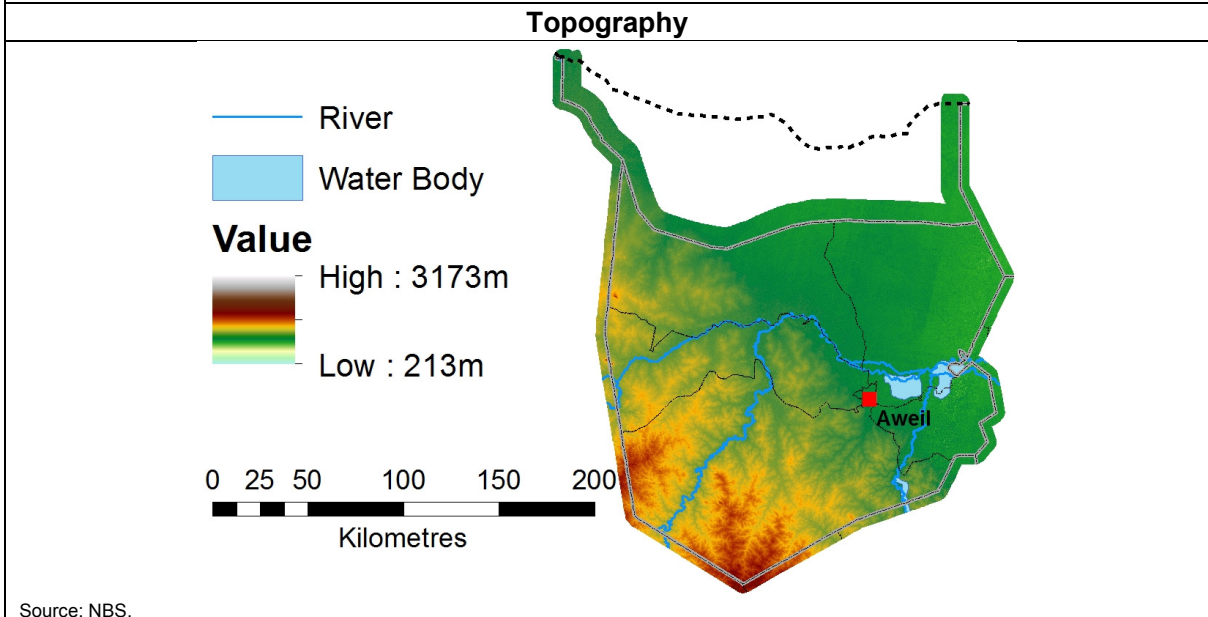 Topography
River
Water Body
Value
High : 3173m
Low : 213m
Aweil
0 25 50 100 150 200
Kilometres
Source: NBS.